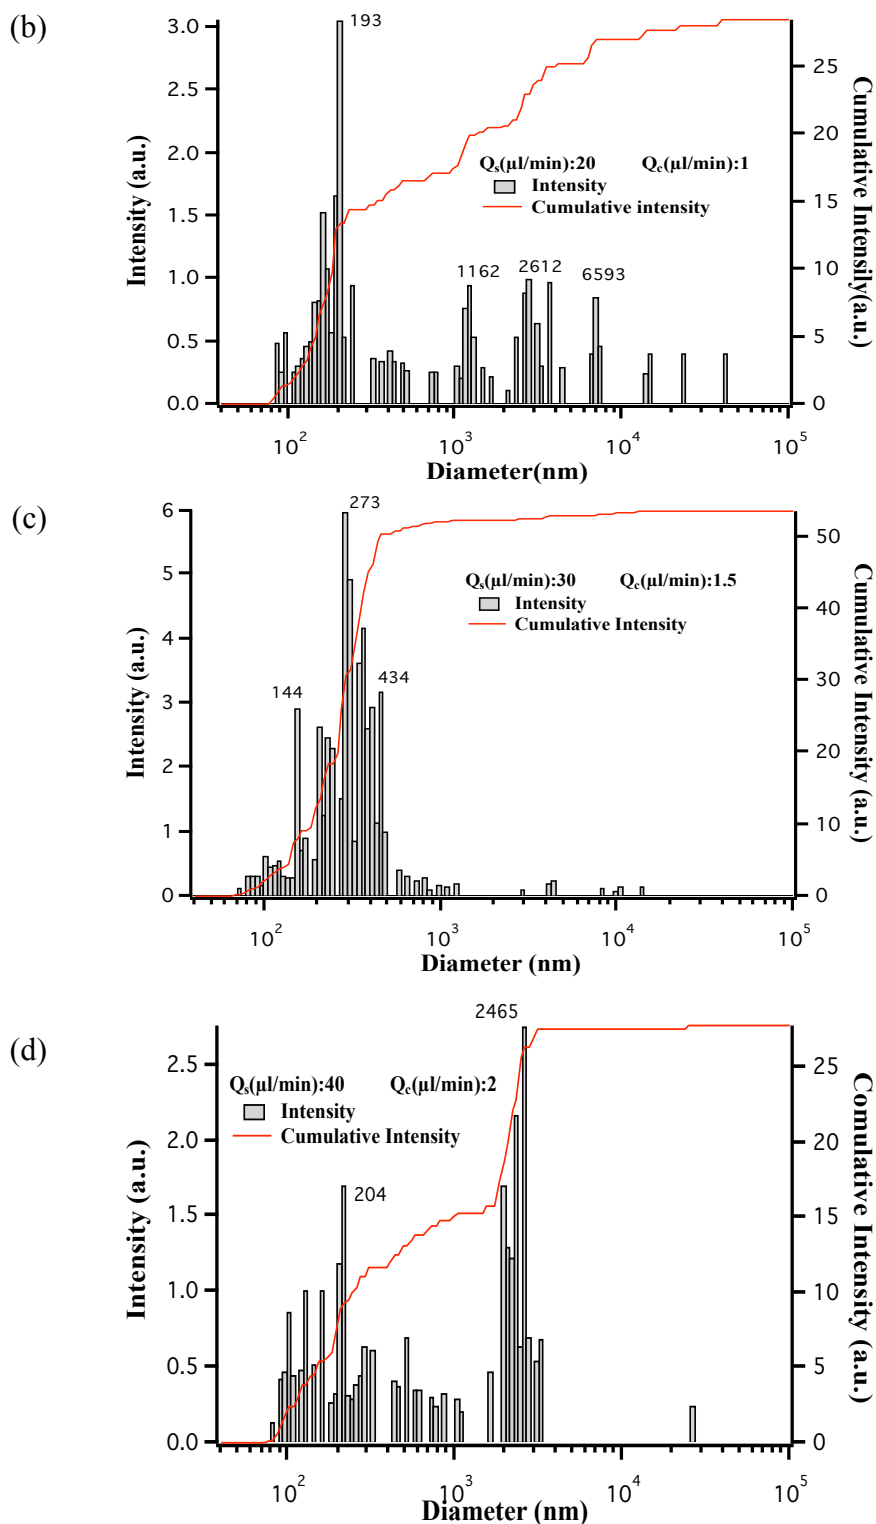 (b)
193
3.0
2.5
2.0
1.5
1.0
0.5
0.0
Intensity (a.u.)
25
20
15
10
5
0
Cumulative Intensily(a.u.)
Qs(µl/min):20 Qc(µl/min):1
Intensity
Cumulative intensity
1162 2612 6593
10² 10³ 10⁴ 10⁵
Diameter(nm)
(c)
273
6
5
4
3
2
1
0
Intensity (a.u.)
50
40
30
20
10
0
Cumulative Intensity (a.u.)
Qs(µl/min):30 Qc(µl/min):1.5
Intensity
Cumulative Intensity
144 434
10² 10³ 10⁴ 10⁵
Diameter (nm)
(d)
2465
2.5
2.0
1.5
1.0
0.5
0.0
Intensity (a.u.)
25
20
15
10
5
0
Comulative Intensity (a.u.)
Qs(µl/min):40 Qc(µl/min):2
Intensity
Cumulative Intensity
204
10² 10³ 10⁴ 10⁵
Diameter (nm)